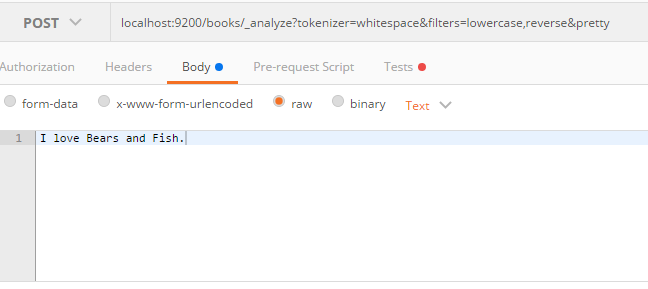 POST localhost:9200/books/_analyze?tokenizer=whitespace&filters=lowercase,reverse&pretty
Authorization Headers Body Pre-request Script Tests
form-data x-www-form-urlencoded raw binary Text
1 I love Bears and Fish.